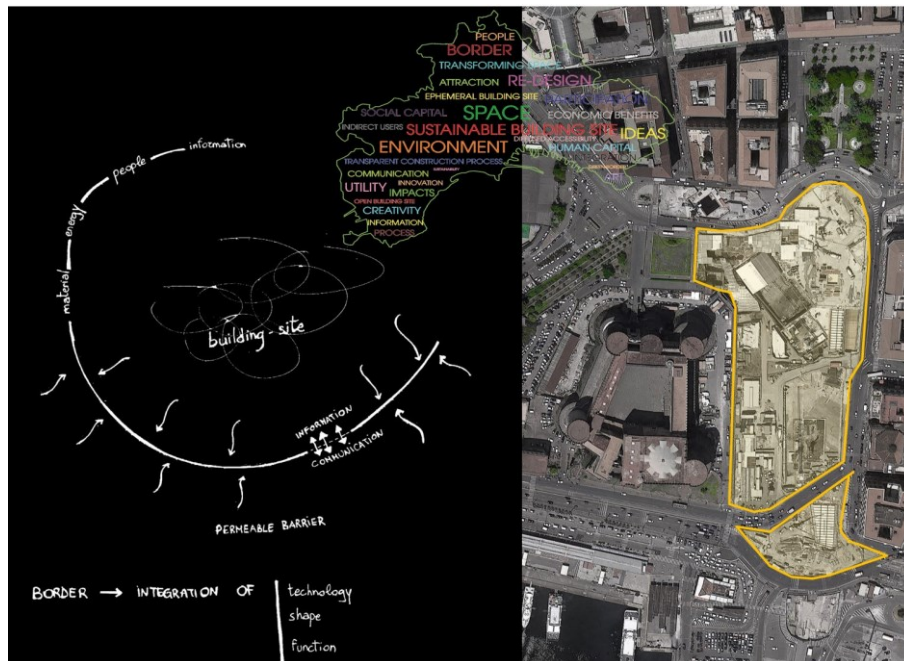 PEOPLE
BORDER
TRANSFORMING SPACE
ATTRACTION RE-DESIGN
EPHEMERAL BUILDING SITE
SOCIAL CAPITAL SPACE ECONOMIC BENEFITS
INDIRECT USERS SUSTAINABLE BUILDING SITE IDEAS
ENVIRONMENT HUMAN CAPITAL
TRANSPARENT CONSTRUCTION PROCESS
COMMUNICATION
ART
UTILITY INNOVATION
IMPACTS
OPEN BUILDING SITE
CREATIVITY
INFORMATION
PROCESS
information
people
energy
material
building-site
INFORMATION
COMMUNICATION
PERMEABLE BARRIER
BORDER → INTEGRATION OF technology
shape
function